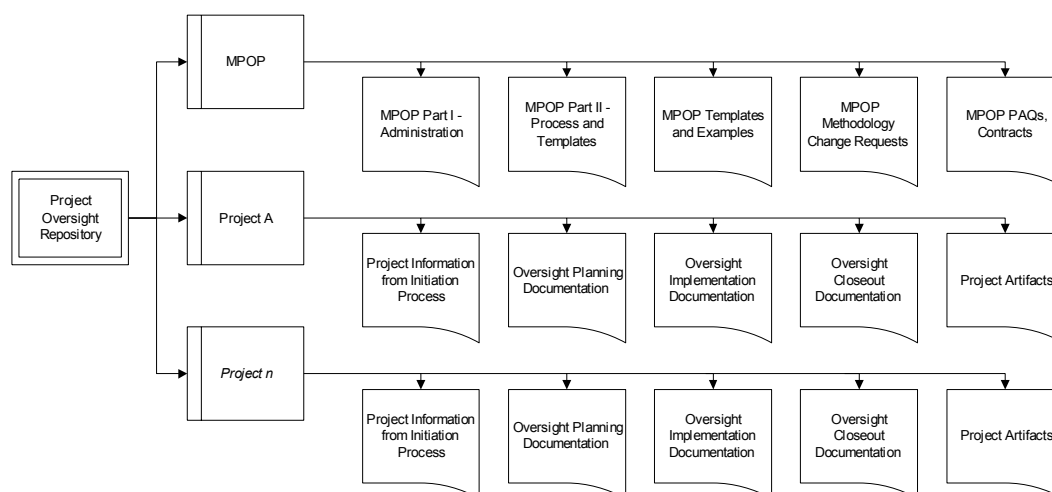 MPOP
MPOP Part I -
Administration
MPOP Part II -
Process and
Templates
MPOP Templates
and Examples
MPOP
Methodology
Change Requests
MPOP PAQs,
Contracts
Project
Oversight
Repository
Project A
Project Information
from Initiation
Process
Oversight Planning
Documentation
Oversight
Implementation
Documentation
Oversight
Closeout
Documentation
Project Artifacts
Project n
Project Information
from Initiation
Process
Oversight Planning
Documentation
Oversight
Implementation
Documentation
Oversight
Closeout
Documentation
Project Artifacts